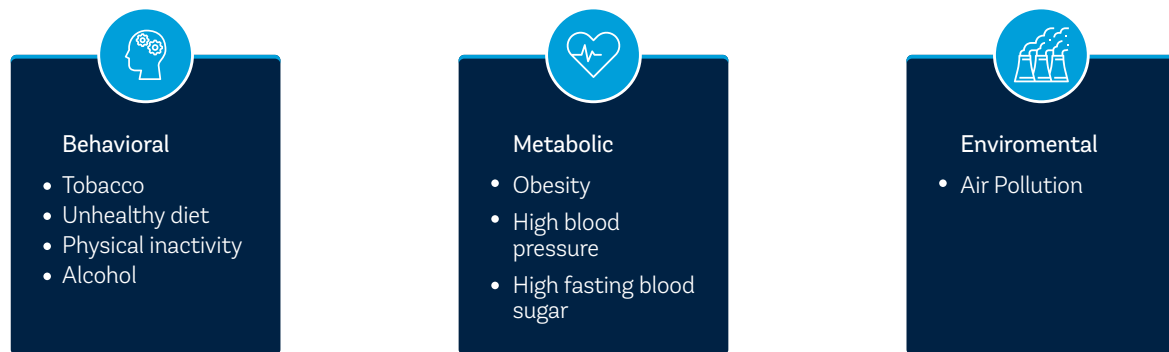 Behavioral
• Tobacco
• Unhealthy diet
• Physical inactivity
• Alcohol
Metabolic
• Obesity
• High blood
pressure
• High fasting blood
sugar
Enviromental
• Air Pollution